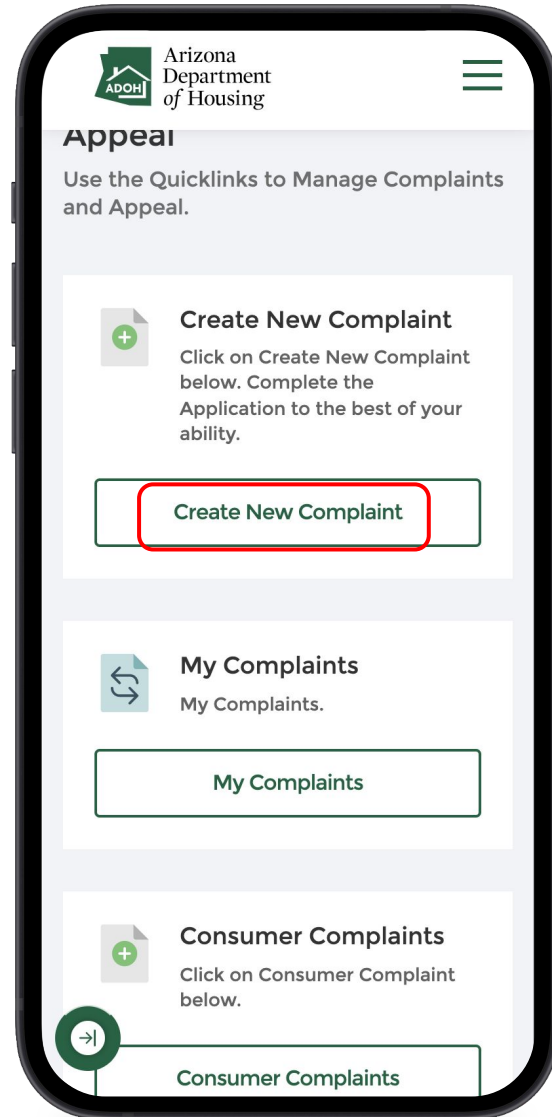 ADOH
Arizona
Department
of Housing
Appeal
Use the Quicklinks to Manage Complaints
and Appeal.
Create New Complaint
Click on Create New Complaint
below. Complete the
Application to the best of your
ability.
Create New Complaint
My Complaints
My Complaints.
My Complaints
Consumer Complaints
Click on Consumer Complaint
below.
Consumer Complaints